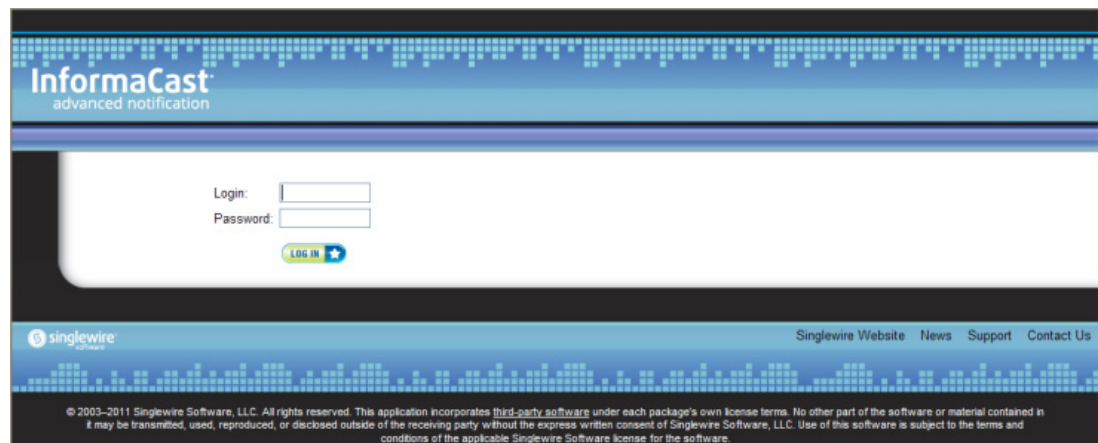 InformaCast
advanced notification
Login:
Password:
LOG IN
singlewire
software
Singlewire Website News Support Contact Us
© 2003–2011 Singlewire Software, LLC. All rights reserved. This application incorporates third-party software under each package's own license terms. No other part of the software or material contained in
it may be transmitted, used, reproduced, or disclosed outside of the receiving party without the express written consent of Singlewire Software, LLC. Use of this software is subject to the terms and
conditions of the applicable Singlewire Software license for the software.